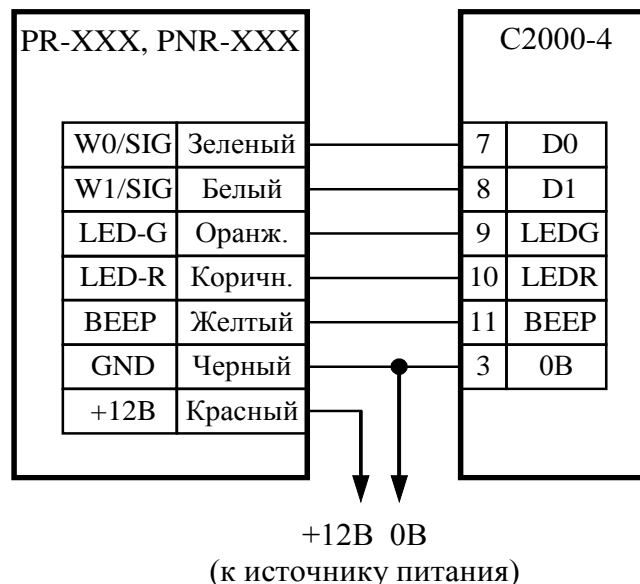 PR-XXX, PNR-XXX С2000-4
W0/SIG Зеленый 7 D0
W1/SIG Белый 8 D1
LED-G Оранж. 9 LEDG
LED-R Коричн. 10 LEDR
BEEP Желтый 11 BEEP
GND Черный 3 0В
+12В Красный
+12В 0В
(к источнику питания)